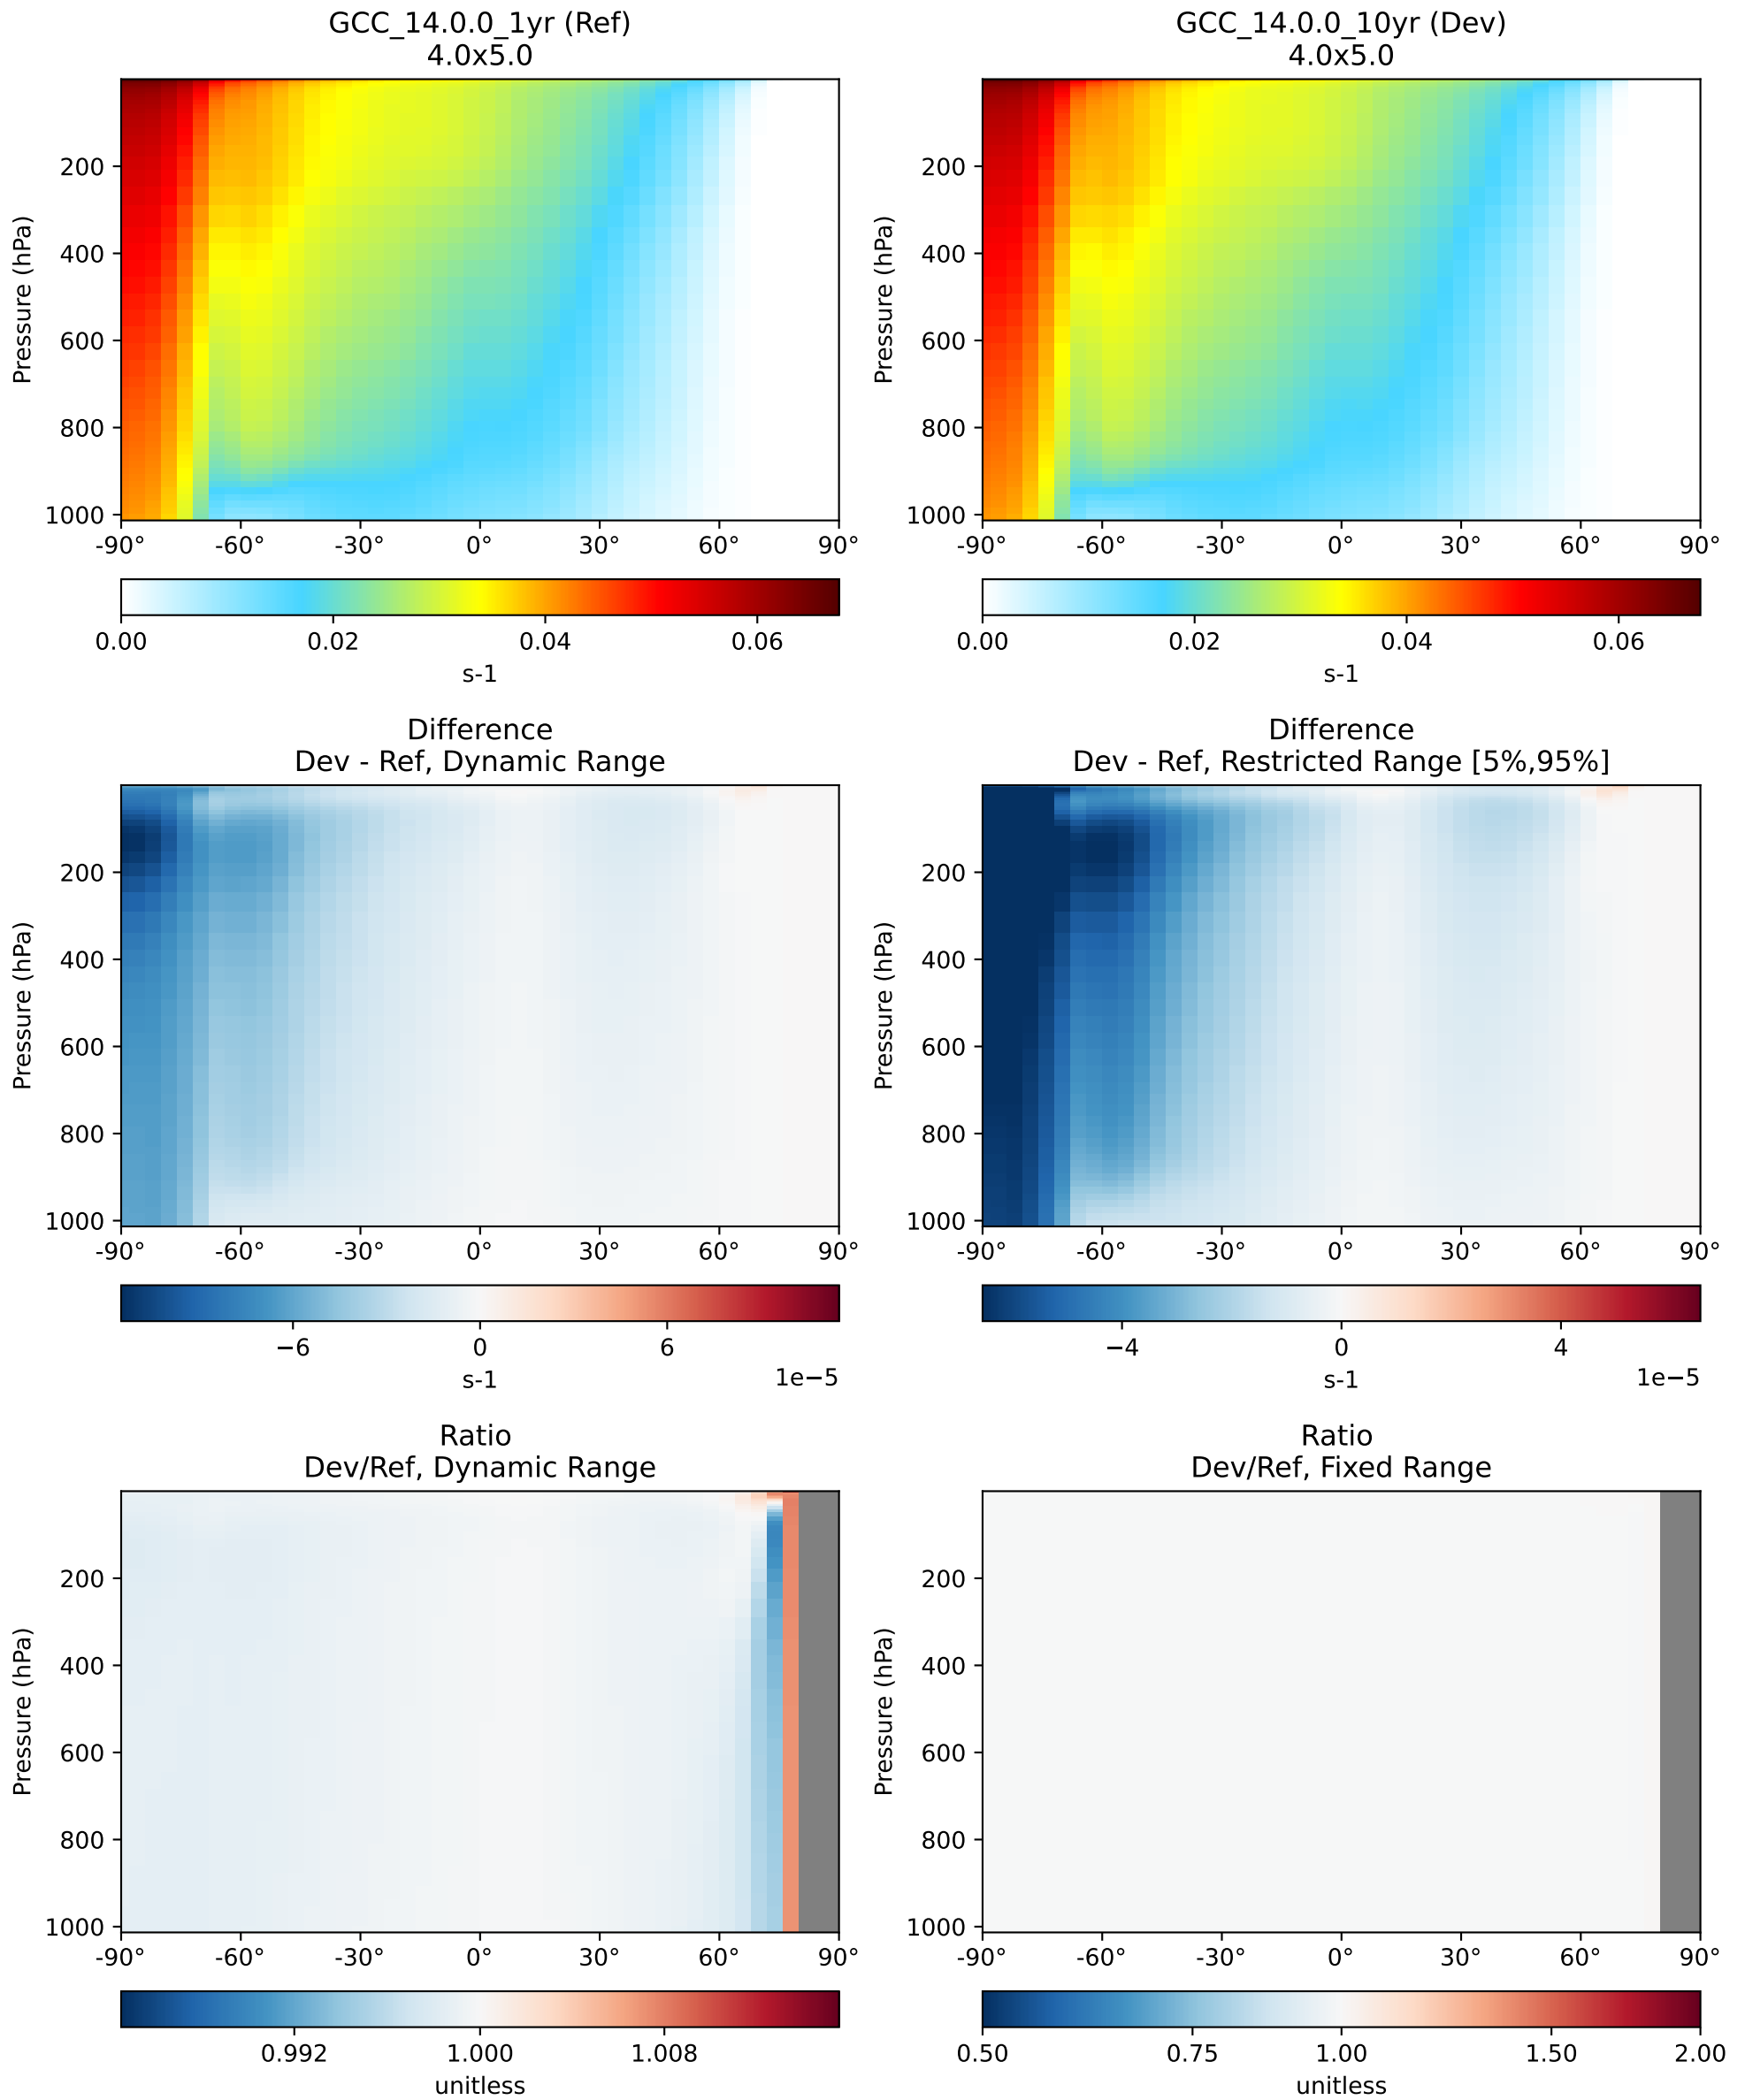 GCC_14.0.0_1yr (Ref)
4.0x5.0
GCC_14.0.0_10yr (Dev)
4.0x5.0
Pressure (hPa)
200
400
600
800
1000
-90° -60° -30° 0° 30° 60° 90°
0.00 0.02 0.04 0.06
s-1
Pressure (hPa)
200
400
600
800
1000
-90° -60° -30° 0° 30° 60° 90°
0.00 0.02 0.04 0.06
s-1
Difference
Dev - Ref, Dynamic Range
Pressure (hPa)
200
400
600
800
1000
-90° -60° -30° 0° 30° 60° 90°
−6 0 6
s-1 1e−5
Difference
Dev - Ref, Restricted Range [5%,95%]
Pressure (hPa)
200
400
600
800
1000
-90° -60° -30° 0° 30° 60° 90°
−4 0 4
s-1 1e−5
Ratio
Dev/Ref, Dynamic Range
Pressure (hPa)
200
400
600
800
1000
-90° -60° -30° 0° 30° 60° 90°
0.992 1.000 1.008
unitless
Ratio
Dev/Ref, Fixed Range
Pressure (hPa)
200
400
600
800
1000
-90° -60° -30° 0° 30° 60° 90°
0.50 0.75 1.00 1.50 2.00
unitless